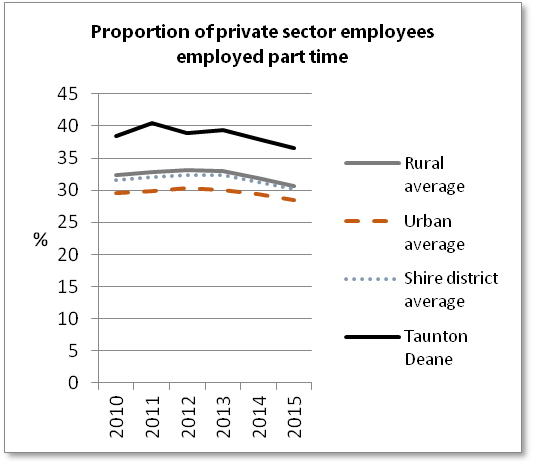 Proportion of private sector employees
employed part time
45
40
35
30
25
20
15
10
5
0
%
2010
2011
2012
2013
2014
2015
Rural
average
Urban
average
Shire district
average
Taunton
Deane